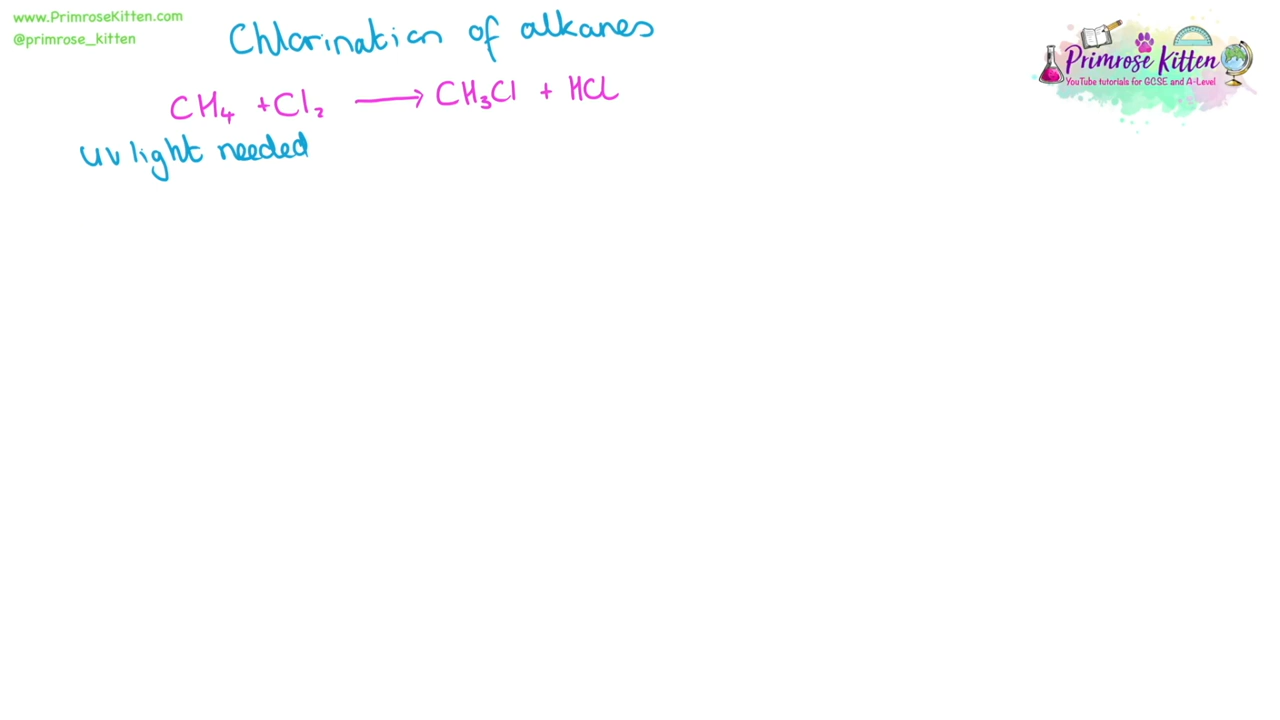 www.PrimroseKitten.com
@primrose_kitten
Chlorination of alkanes
CH₄ + Cl₂ ⟶ CH₃Cl + HCl
uv light needed
Primrose Kitten
YouTube tutorials for GCSE and A-Level